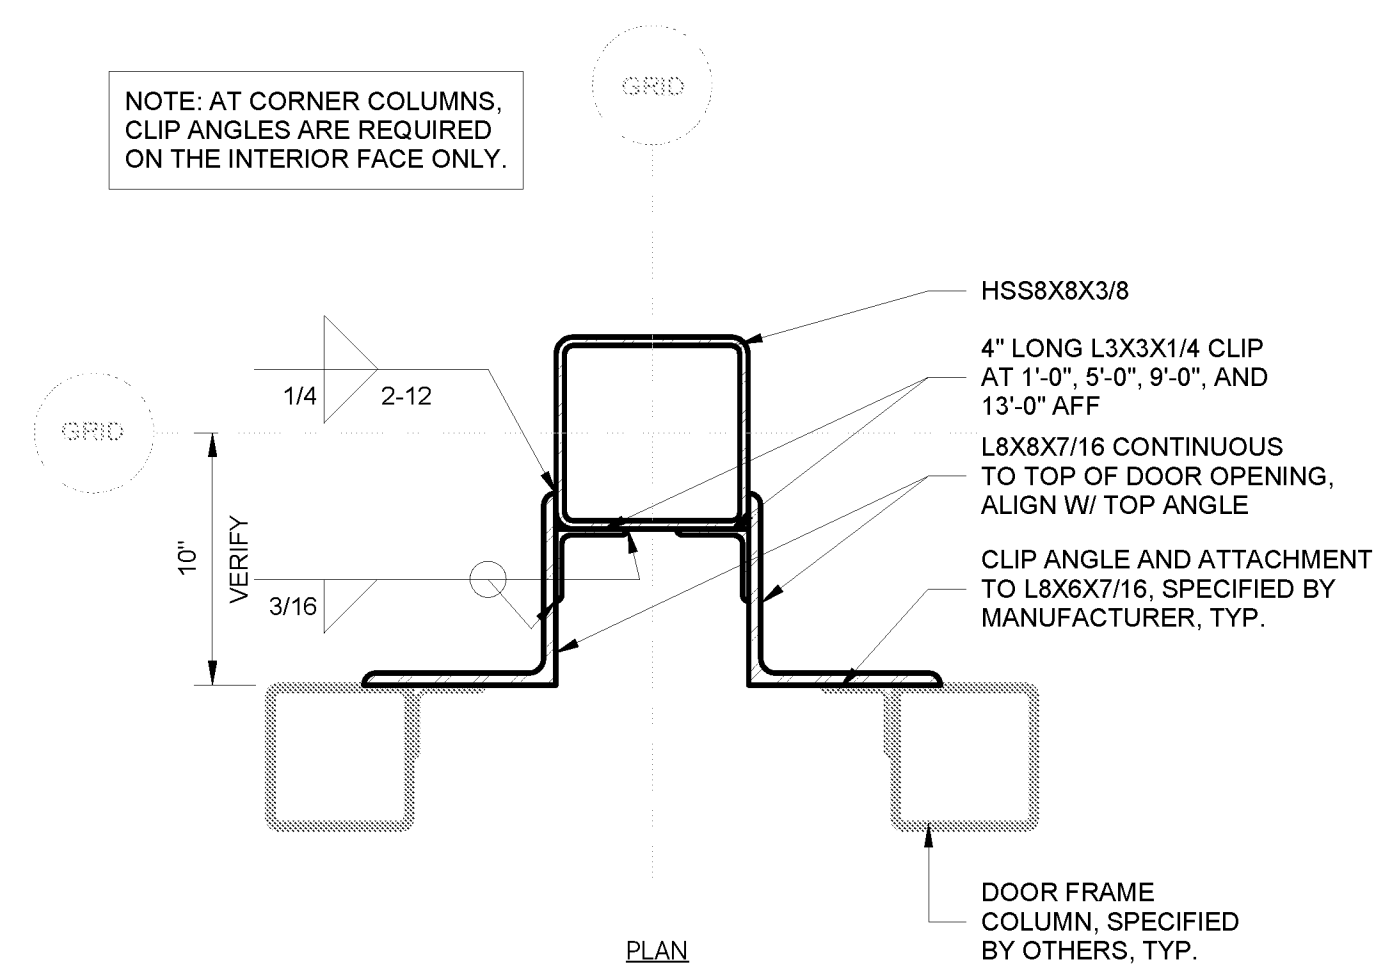 GRID
NOTE: AT CORNER COLUMNS,
CLIP ANGLES ARE REQUIRED
ON THE INTERIOR FACE ONLY.
HSS8X8X3/8
4" LONG L3X3X1/4 CLIP
AT 1'-0", 5'-0", 9'-0", AND
13'-0" AFF
1/4
2-12
GRID
L8X8X7/16 CONTINUOUS
TO TOP OF DOOR OPENING,
ALIGN W/ TOP ANGLE
10"
VERIFY
3/16
CLIP ANGLE AND ATTACHMENT
TO L8X6X7/16, SPECIFIED BY
MANUFACTURER, TYP.
DOOR FRAME
COLUMN, SPECIFIED
BY OTHERS, TYP.
PLAN